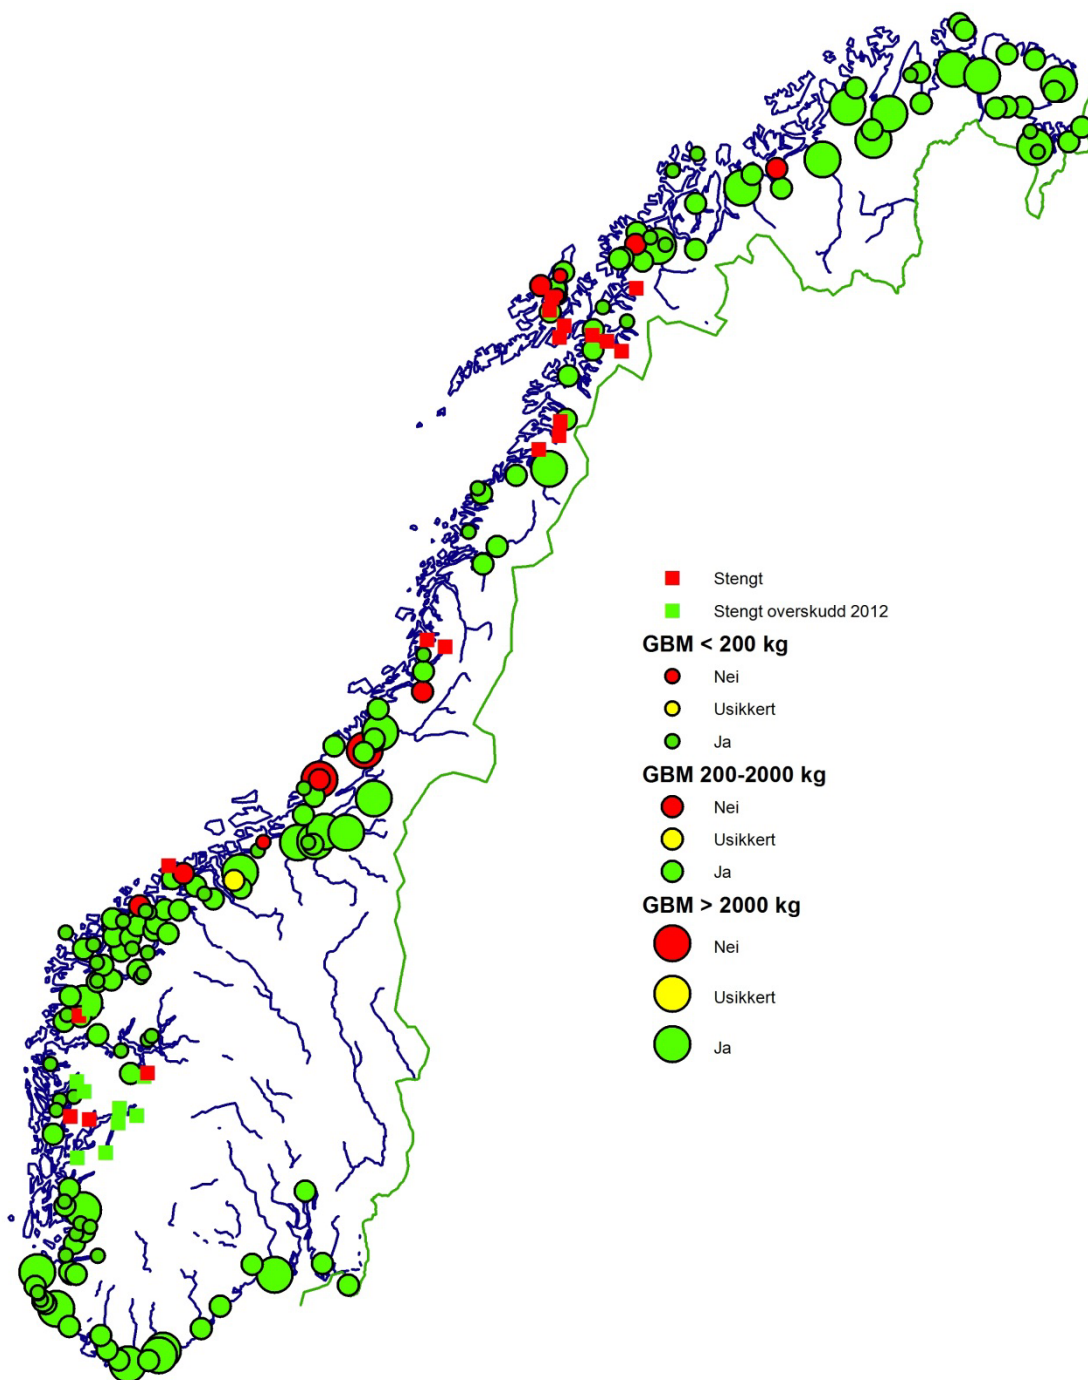 Stengt
Stengt overskudd 2012
GBM < 200 kg
Nei
Usikkert
Ja
GBM 200-2000 kg
Nei
Usikkert
Ja
GBM > 2000 kg
Nei
Usikkert
Ja